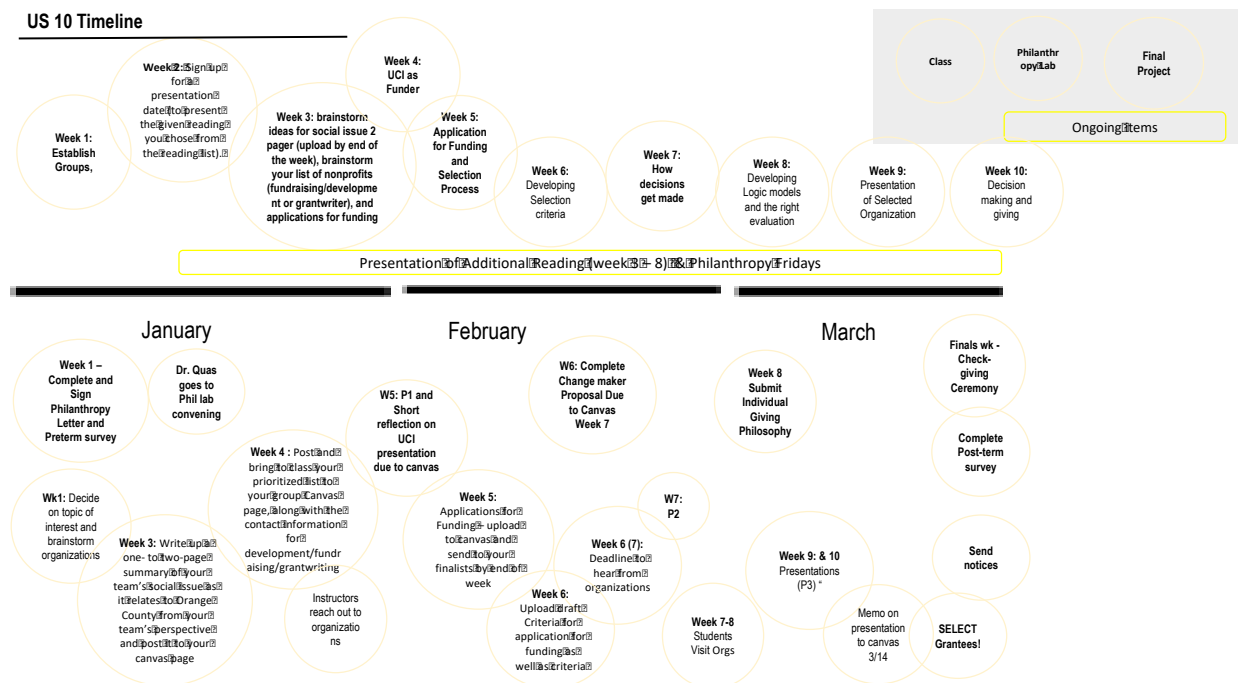 US 10 Timeline
Class
Philanthr
opy Lab
Final
Project
Ongoing items
Week 1:
Establish
Groups,
Week 2: Sign up
for a
presentation
date (to present
the given reading
you chose from
the reading list).
Week 3: brainstorm
ideas for social issue 2
pager (upload by end of
the week), brainstorm
your list of nonprofits
(fundraising/developme
nt or grantwriter), and
applications for funding
Week 4:
UCI as
Funder
Week 5:
Application
for Funding
and
Selection
Process
Week 6:
Developing
Selection
criteria
Week 7:
How
decisions
get made
Week 8:
Developing
Logic models
and the right
evaluation
Week 9:
Presentation
of Selected
Organization
Week 10:
Decision
making and
giving
Presentation of Additional Reading (week 3 – 8) & Philanthropy Fridays
January
February
March
Week 1 –
Complete and
Sign
Philanthropy
Letter and
Preterm survey
Dr. Quas
goes to
Phil lab
convening
Wk1: Decide
on topic of
interest and
brainstorm
organizations
Week 3: Write up a
one- to two-page
summary of your
team's social issue as
it relates to Orange
County from your
team's perspective
and post it to your
canvas page
Week 4 : Post and
bring to class your
prioritized list to
your group Canvas
page, along with the
contact information
for
development/fundr
aising/grantwriting
Instructors
reach out to
organizatio
ns
W5: P1 and
Short
reflection on
UCI
presentation
due to canvas
Week 5:
Applications for
Funding – upload
to canvas and
send to your
finalists by end of
week
W6: Complete
Change maker
Proposal Due
to Canvas
Week 7
Week 6 (7):
Deadline to
hear from
organizations
Week 6:
Upload draft
Criteria for
application for
funding as
well as criteria
W7:
P2
Week 7-8
Students
Visit Orgs
Week 8
Submit
Individual
Giving
Philosophy
Week 9: & 10
Presentations
(P3) “
Memo on
presentation
to canvas
3/14
Finals wk -
Check-
giving
Ceremony
Complete
Post-term
survey
Send
notices
SELECT
Grantees!